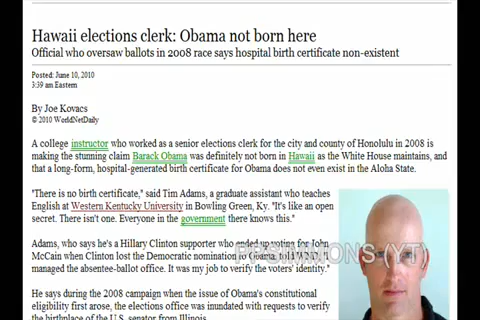 Hawaii elections clerk: Obama not born here
Official who oversaw ballots in 2008 race says hospital birth certificate non-existent
Posted: June 10, 2010
3:39 am Eastern
By Joe Kovacs
© 2010 WorldNetDaily
A college instructor who worked as a senior elections clerk for the city and county of Honolulu in 2008 is
making the stunning claim Barack Obama was definitely not born in Hawaii as the White House maintains, and
that a long-form, hospital-generated birth certificate for Obama does not even exist in the Aloha State.
"There is no birth certificate," said Tim Adams, a graduate assistant who teaches
English at Western Kentucky University in Bowling Green, Ky. "It's like an open
secret. There isn't one. Everyone in the government there knows this."
Adams, who says he's a Hillary Clinton supporter who ended up voting for John
McCain when Clinton lost the Democratic nomination to Obama, told WND, "I
managed the absentee-ballot office. It was my job to verify the voters' identity."
He says during the 2008 campaign when the issue of Obama's constitutional
eligibility first arose, the elections office was inundated with requests to verify
the birthplace of the U.S. senator from Illinois.
(YT)